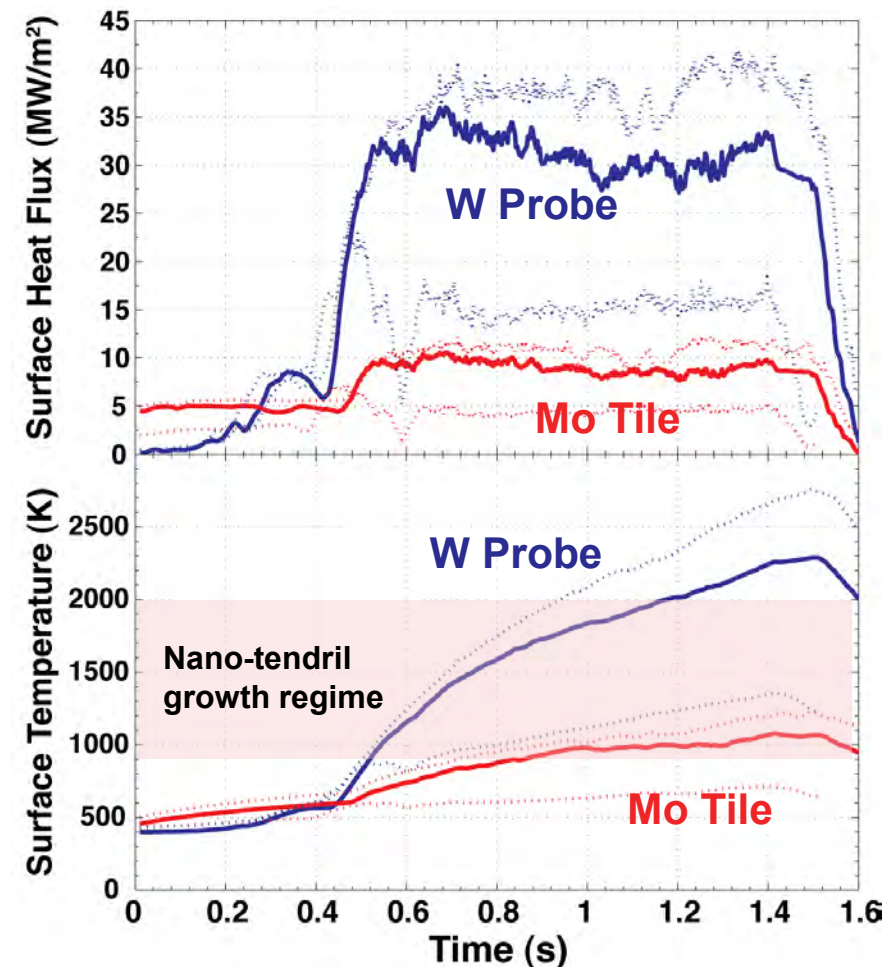 Surface Heat Flux (MW/m²)
45
40
35
30
25
20
15
10
5
0
W Probe
Mo Tile
Surface Temperature (K)
2500
2000
1500
1000
500
0
W Probe
Nano-tendril
growth regime
Mo Tile
0 0.2 0.4 0.6 0.8 1 1.2 1.4 1.6
Time (s)